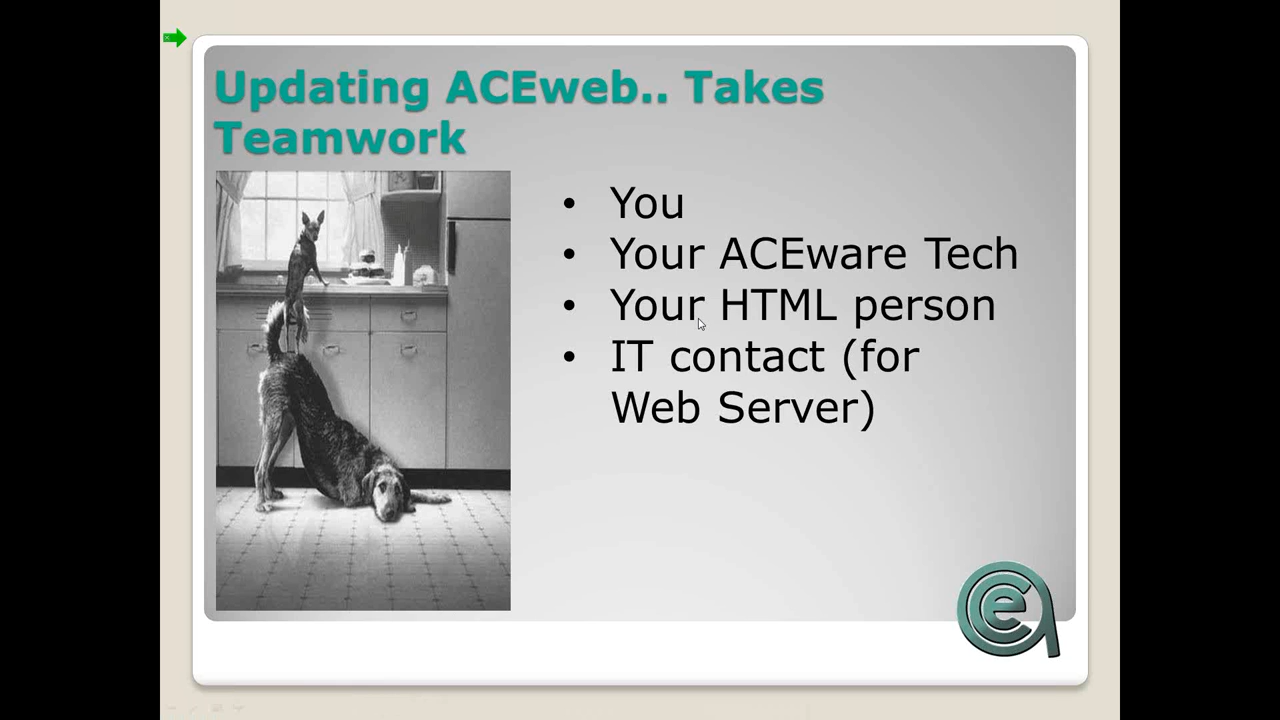 Updating ACEweb.. Takes
Teamwork
• You
• Your ACEware Tech
• Your HTML person
• IT contact (for
Web Server)